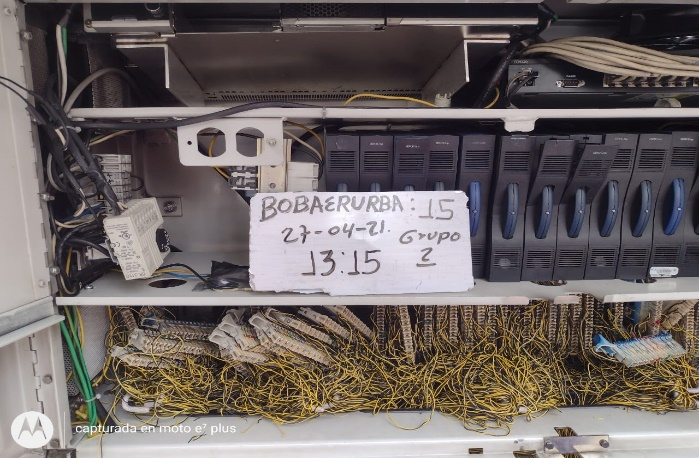 BOBAERURBA: 15
27-04-21. Grupo
13:15 2
capturada en moto e⁷ plus